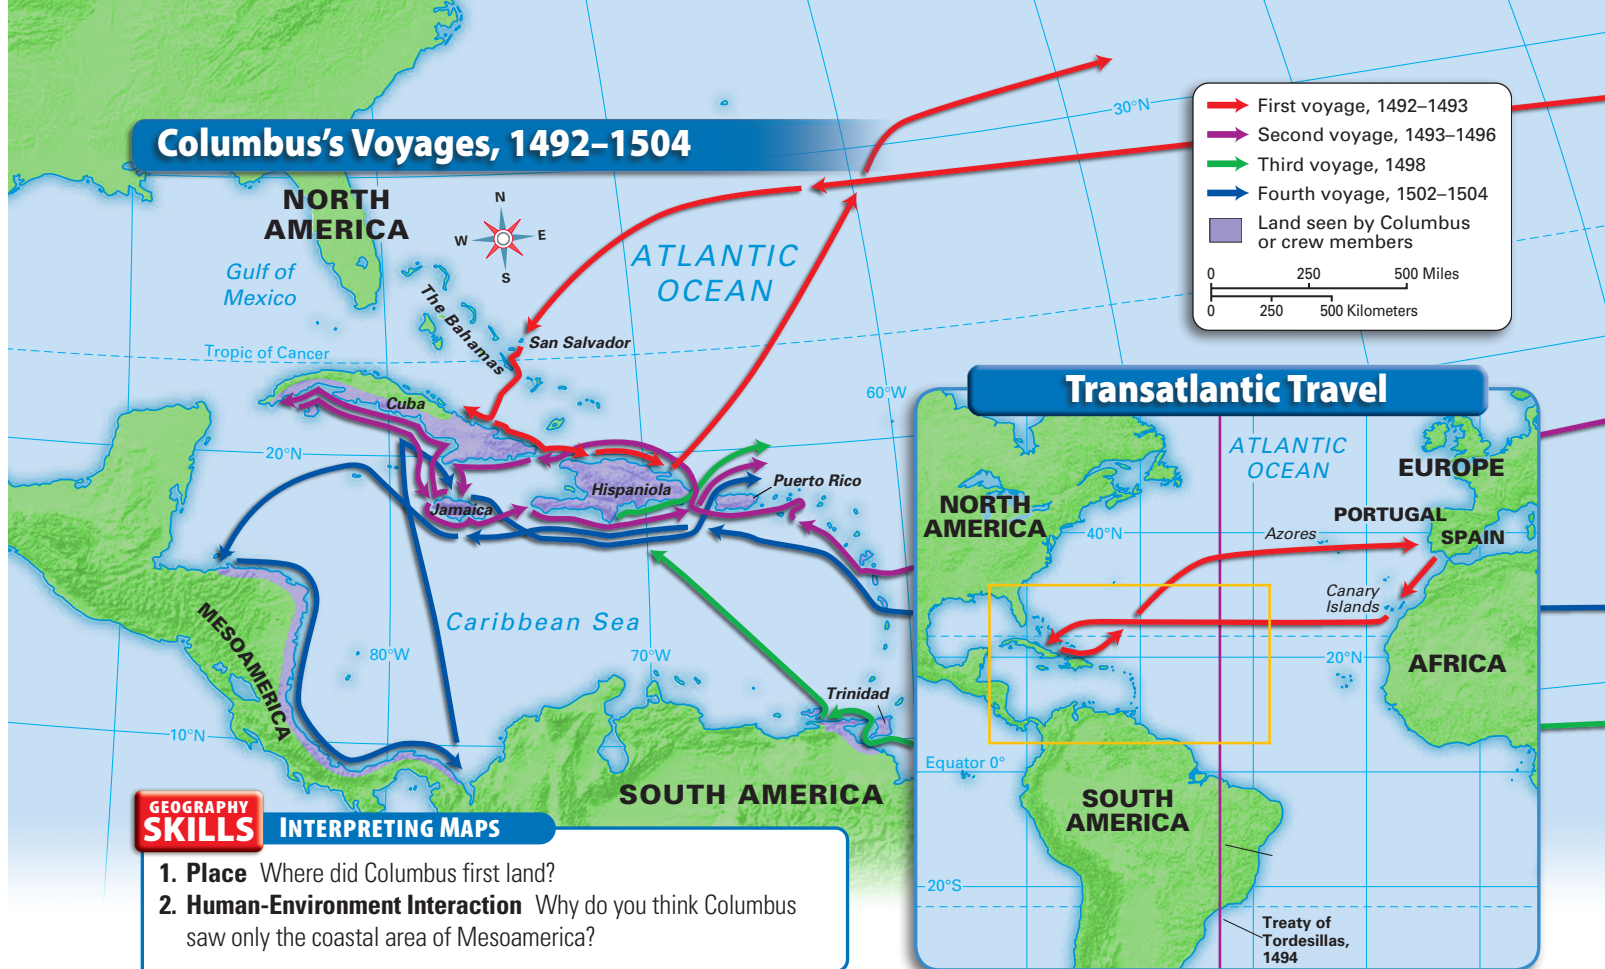 Columbus's Voyages, 1492–1504
First voyage, 1492–1493
Second voyage, 1493–1496
Third voyage, 1498
Fourth voyage, 1502–1504
Land seen by Columbus
or crew members
0 250 500 Miles
0 250 500 Kilometers
30°N
NORTH
AMERICA
N
W
E
S
Gulf of
Mexico
ATLANTIC
OCEAN
The Bahamas
San Salvador
Tropic of Cancer
60°W
Cuba
20°N
Hispaniola
Puerto Rico
Jamaica
Caribbean Sea
MESOAMERICA
80°W
70°W
Trinidad
10°N
SOUTH AMERICA
Transatlantic Travel
ATLANTIC
OCEAN
EUROPE
NORTH
AMERICA
PORTUGAL
SPAIN
40°N
Azores
Canary
Islands
20°N
AFRICA
Equator 0°
SOUTH
AMERICA
20°S
Treaty of
Tordesillas,
1494
GEOGRAPHY
SKILLS
INTERPRETING MAPS
1. Place Where did Columbus first land?
2. Human-Environment Interaction Why do you think Columbus
saw only the coastal area of Mesoamerica?